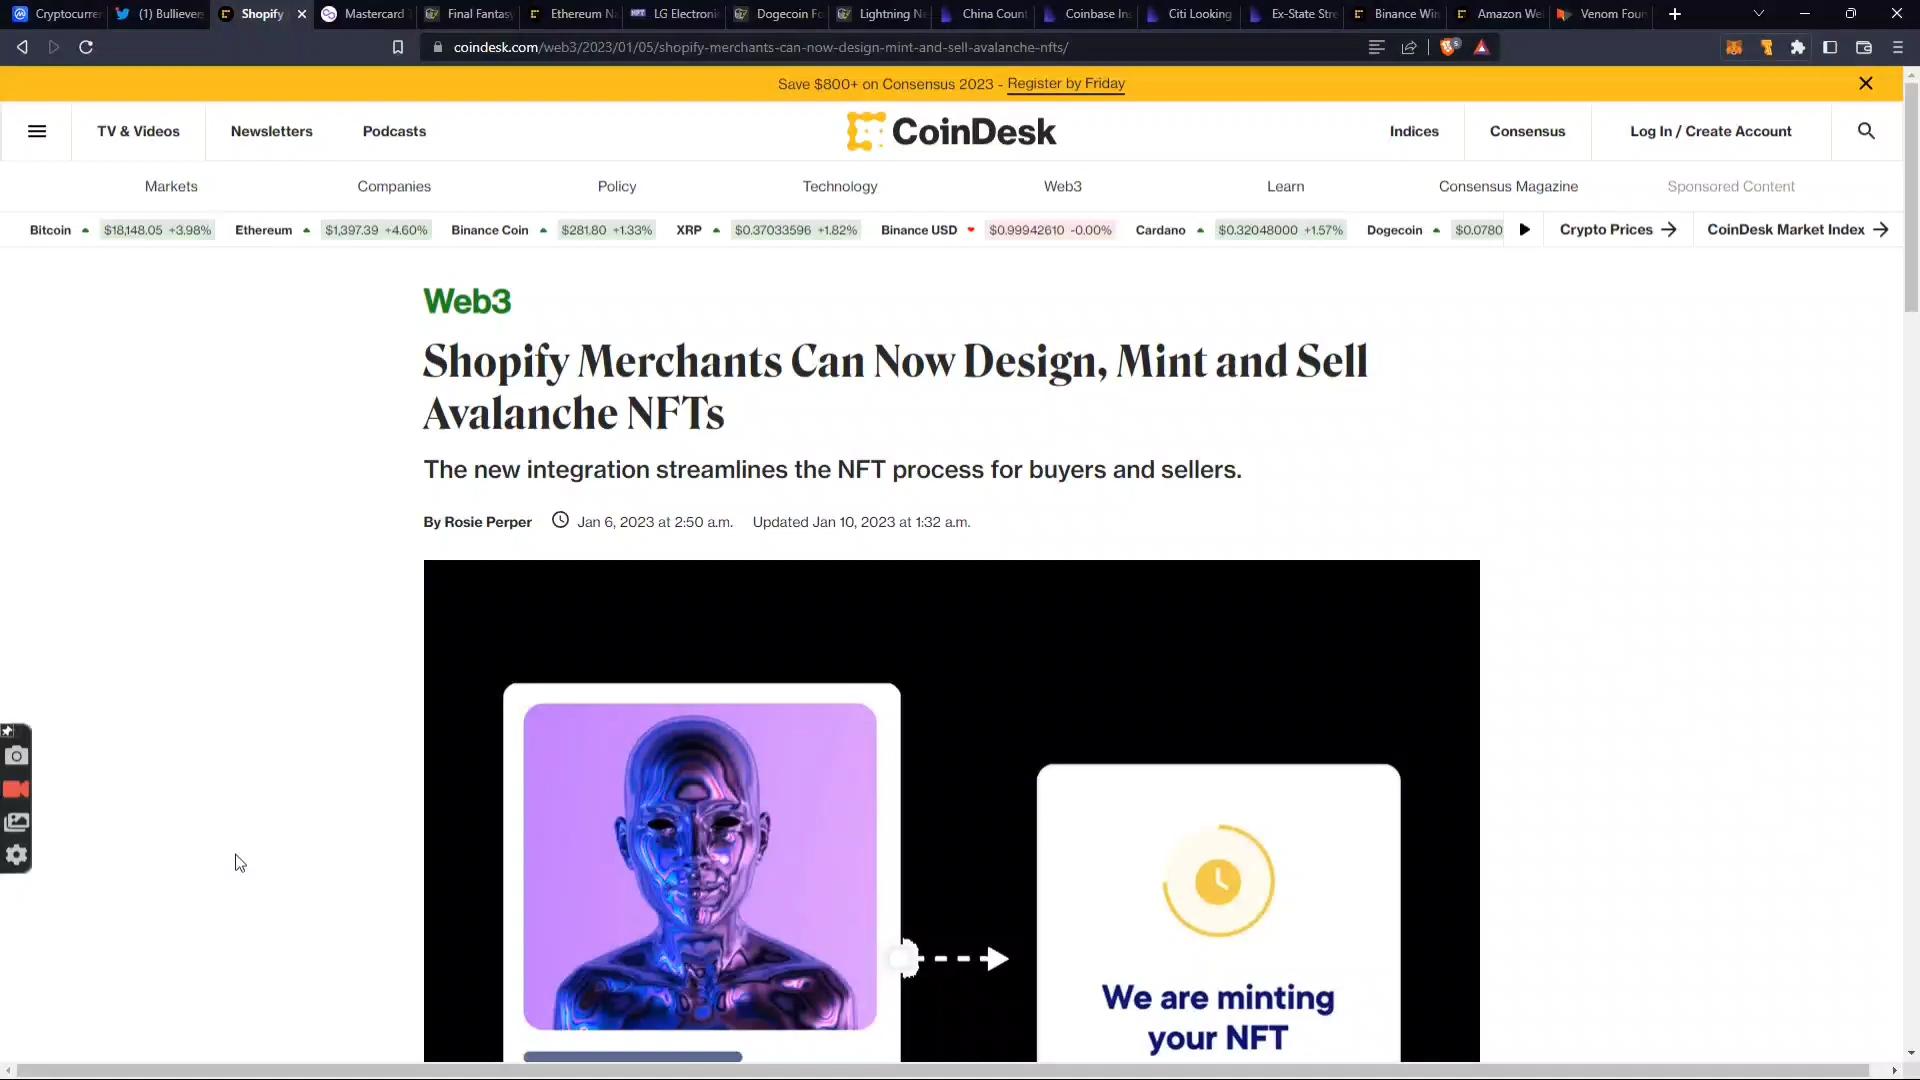 Cryptocurre
(1) Bullieve
Shopify
Mastercard
Final Fantasy
Ethereum Na
LG Electroni
Dogecoin Fo
Lightning Ne
China Count
Coinbase Ins
Citi Looking
Ex-State Stre
Binance Win
Amazon We
Venom Foun
coindesk.com/web3/2023/01/05/shopify-merchants-can-now-design-mint-and-sell-avalanche-nfts/
Save $800+ on Consensus 2023 - Register by Friday
TV & Videos
Newsletters
Podcasts
CoinDesk
Indices
Consensus
Log In / Create Account
Markets
Companies
Policy
Technology
Web3
Learn
Consensus Magazine
Sponsored Content
Bitcoin $18,148.05 +3.98%
Ethereum $1,397.39 +4.60%
Binance Coin $281.80 +1.33%
XRP $0.37033596 +1.82%
Binance USD $0.99942610 -0.00%
Cardano $0.32048000 +1.57%
Dogecoin $0.0780
Crypto Prices
CoinDesk Market Index
Web3
Shopify Merchants Can Now Design, Mint and Sell
Avalanche NFTs
The new integration streamlines the NFT process for buyers and sellers.
By Rosie Perper Jan 6, 2023 at 2:50 a.m. Updated Jan 10, 2023 at 1:32 a.m.
We are minting
your NFT